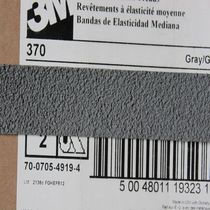 3M
Revêtements à élasticité moyenne
Bandas de Elasticidad Mediana
370
Gray/G
2
70-0705-4919-4
5 00 48011 19323